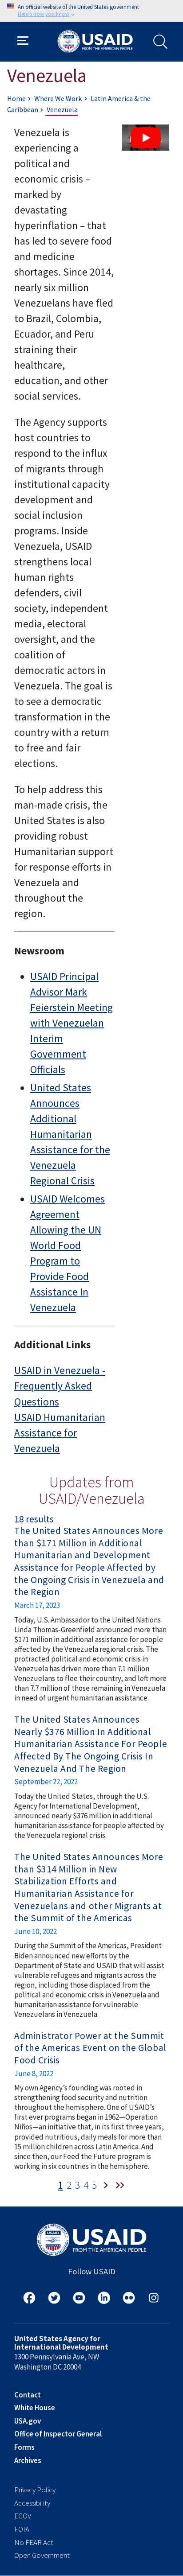 An official website of the United States government
Here's how you know
USAID
FROM THE AMERICAN PEOPLE
Venezuela
Home › Where We Work › Latin America & the
Caribbean › Venezuela
Venezuela is
experiencing a
political and
economic crisis –
marked by
devastating
hyperinflation – that
has led to severe food
and medicine
shortages. Since 2014,
nearly six million
Venezuelans have fled
to Brazil, Colombia,
Ecuador, and Peru
straining their
healthcare,
education, and other
social services.
The Agency supports
host countries to
respond to the influx
of migrants through
institutional capacity
development and
social inclusion
programs. Inside
Venezuela, USAID
strengthens local
human rights
defenders, civil
society, independent
media, electoral
oversight, and the
coalition of
democratic actors in
Venezuela. The goal is
to see a democratic
transformation in the
country with a return
to free and fair
elections.
To help address this
man-made crisis, the
United States is also
providing robust
Humanitarian support
for response efforts in
Venezuela and
throughout the
region.
Newsroom
USAID Principal
Advisor Mark
Feierstein Meeting
with Venezuelan
Interim
Government
Officials
United States
Announces
Additional
Humanitarian
Assistance for the
Venezuela
Regional Crisis
USAID Welcomes
Agreement
Allowing the UN
World Food
Program to
Provide Food
Assistance In
Venezuela
Additional Links
USAID in Venezuela -
Frequently Asked
Questions
USAID Humanitarian
Assistance for
Venezuela
Updates from
USAID/Venezuela
18 results
The United States Announces More
than $171 Million in Additional
Humanitarian and Development
Assistance for People Affected by
the Ongoing Crisis in Venezuela and
the Region
March 17, 2023
Today, U.S. Ambassador to the United Nations
Linda Thomas-Greenfield announced more than
$171 million in additional assistance for people
affected by the Venezuela regional crisis. The
protracted political and economic crisis in
Venezuela has driven more than 7.1 million
Venezuelans to flee their country, and left more
than 7.7 million of those remaining in Venezuela
in need of humanitarian assistance.
The United States Announces
Nearly $376 Million In Additional
Humanitarian Assistance For People
Affected By The Ongoing Crisis In
Venezuela And The Region
September 22, 2022
Today the United States, through the U.S.
Agency for International Development,
announced nearly $376 million in additional
humanitarian assistance for people affected by
the Venezuela regional crisis.
The United States Announces More
than $314 Million in New
Stabilization Efforts and
Humanitarian Assistance for
Venezuelans and other Migrants at
the Summit of the Americas
June 10, 2022
During the Summit of the Americas, President
Biden announced new efforts by the
Department of State and USAID that will assist
vulnerable refugees and migrants across the
region, including those displaced from the
political and economic crisis in Venezuela and
humanitarian assistance for vulnerable
Venezuelans in Venezuela.
Administrator Power at the Summit
of the Americas Event on the Global
Food Crisis
June 8, 2022
My own Agency's founding was rooted in
strengthening food security and nutrition
throughout this hemisphere. One of USAID's
first ever programs began in 1962—Operation
Niños—an initiative that, in its first three years,
provided nutritious, daily meals for more than
15 million children across Latin America. And
since then, our Feed the Future program is
working in six countries in the hemisphere.
1 2 3 4 5 › »
USAID
FROM THE AMERICAN PEOPLE
Follow USAID
United States Agency for
International Development
1300 Pennsylvania Ave, NW
Washington DC 20004
Contact
White House
USA.gov
Office of Inspector General
Forms
Archives
Privacy Policy
Accessibility
EGOV
FOIA
No FEAR Act
Open Government